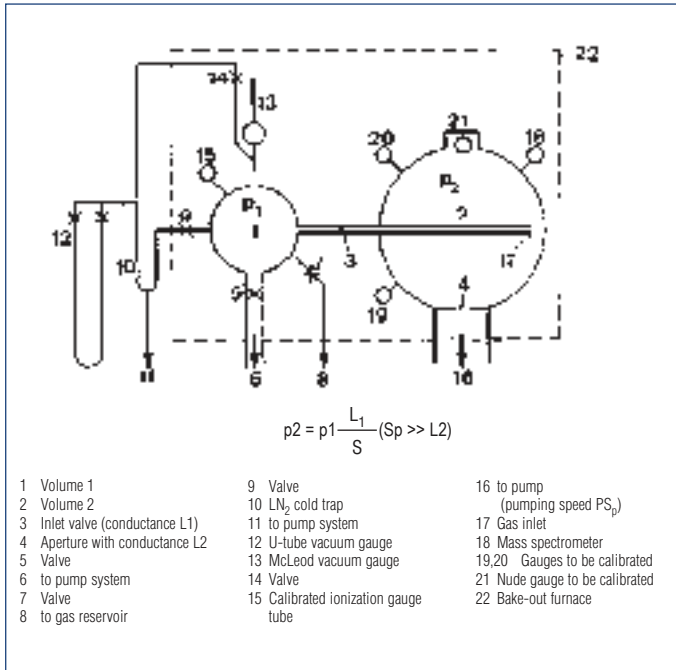 22
14
13
21
20
18
15
p1
p2
9
2
12
10
3
17
5
7
4
19
11
6
8
16
p2 = p1 L1/S (Sp >> L2)
1 Volume 1
2 Volume 2
3 Inlet valve (conductance L1)
4 Aperture with conductance L2
5 Valve
6 to pump system
7 Valve
8 to gas reservoir
9 Valve
10 LN2 cold trap
11 to pump system
12 U-tube vacuum gauge
13 McLeod vacuum gauge
14 Valve
15 Calibrated ionization gauge
tube
16 to pump
(pumping speed PSp)
17 Gas inlet
18 Mass spectrometer
19,20 Gauges to be calibrated
21 Nude gauge to be calibrated
22 Bake-out furnace